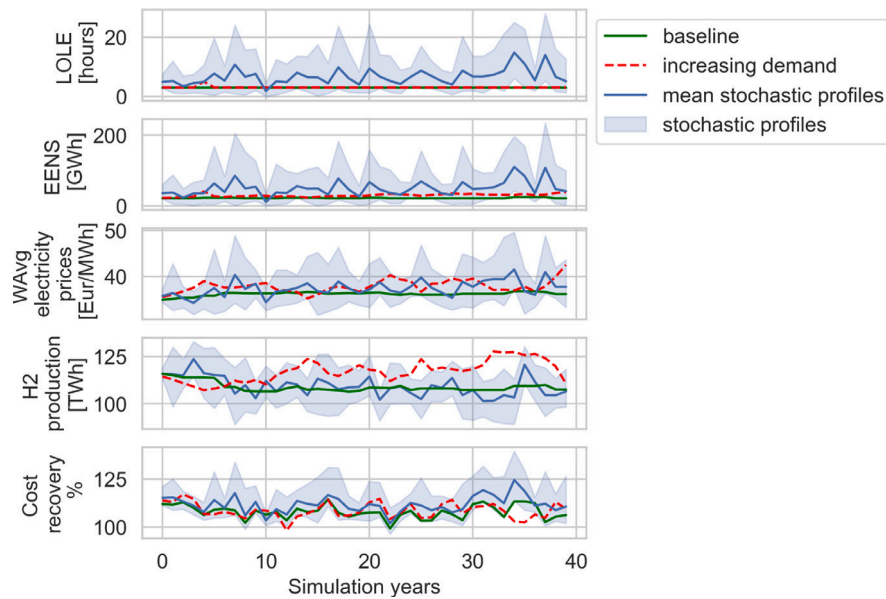 LOLE
[hours]
20
0
EENS
[GWh]
200
0
WAvg
electricity
prices
[Eur/MWh]
50
40
H2
production
[TWh]
125
100
Cost
recovery
%
125
100
0
10
20
30
40
Simulation years
baseline
increasing demand
mean stochastic profiles
stochastic profiles